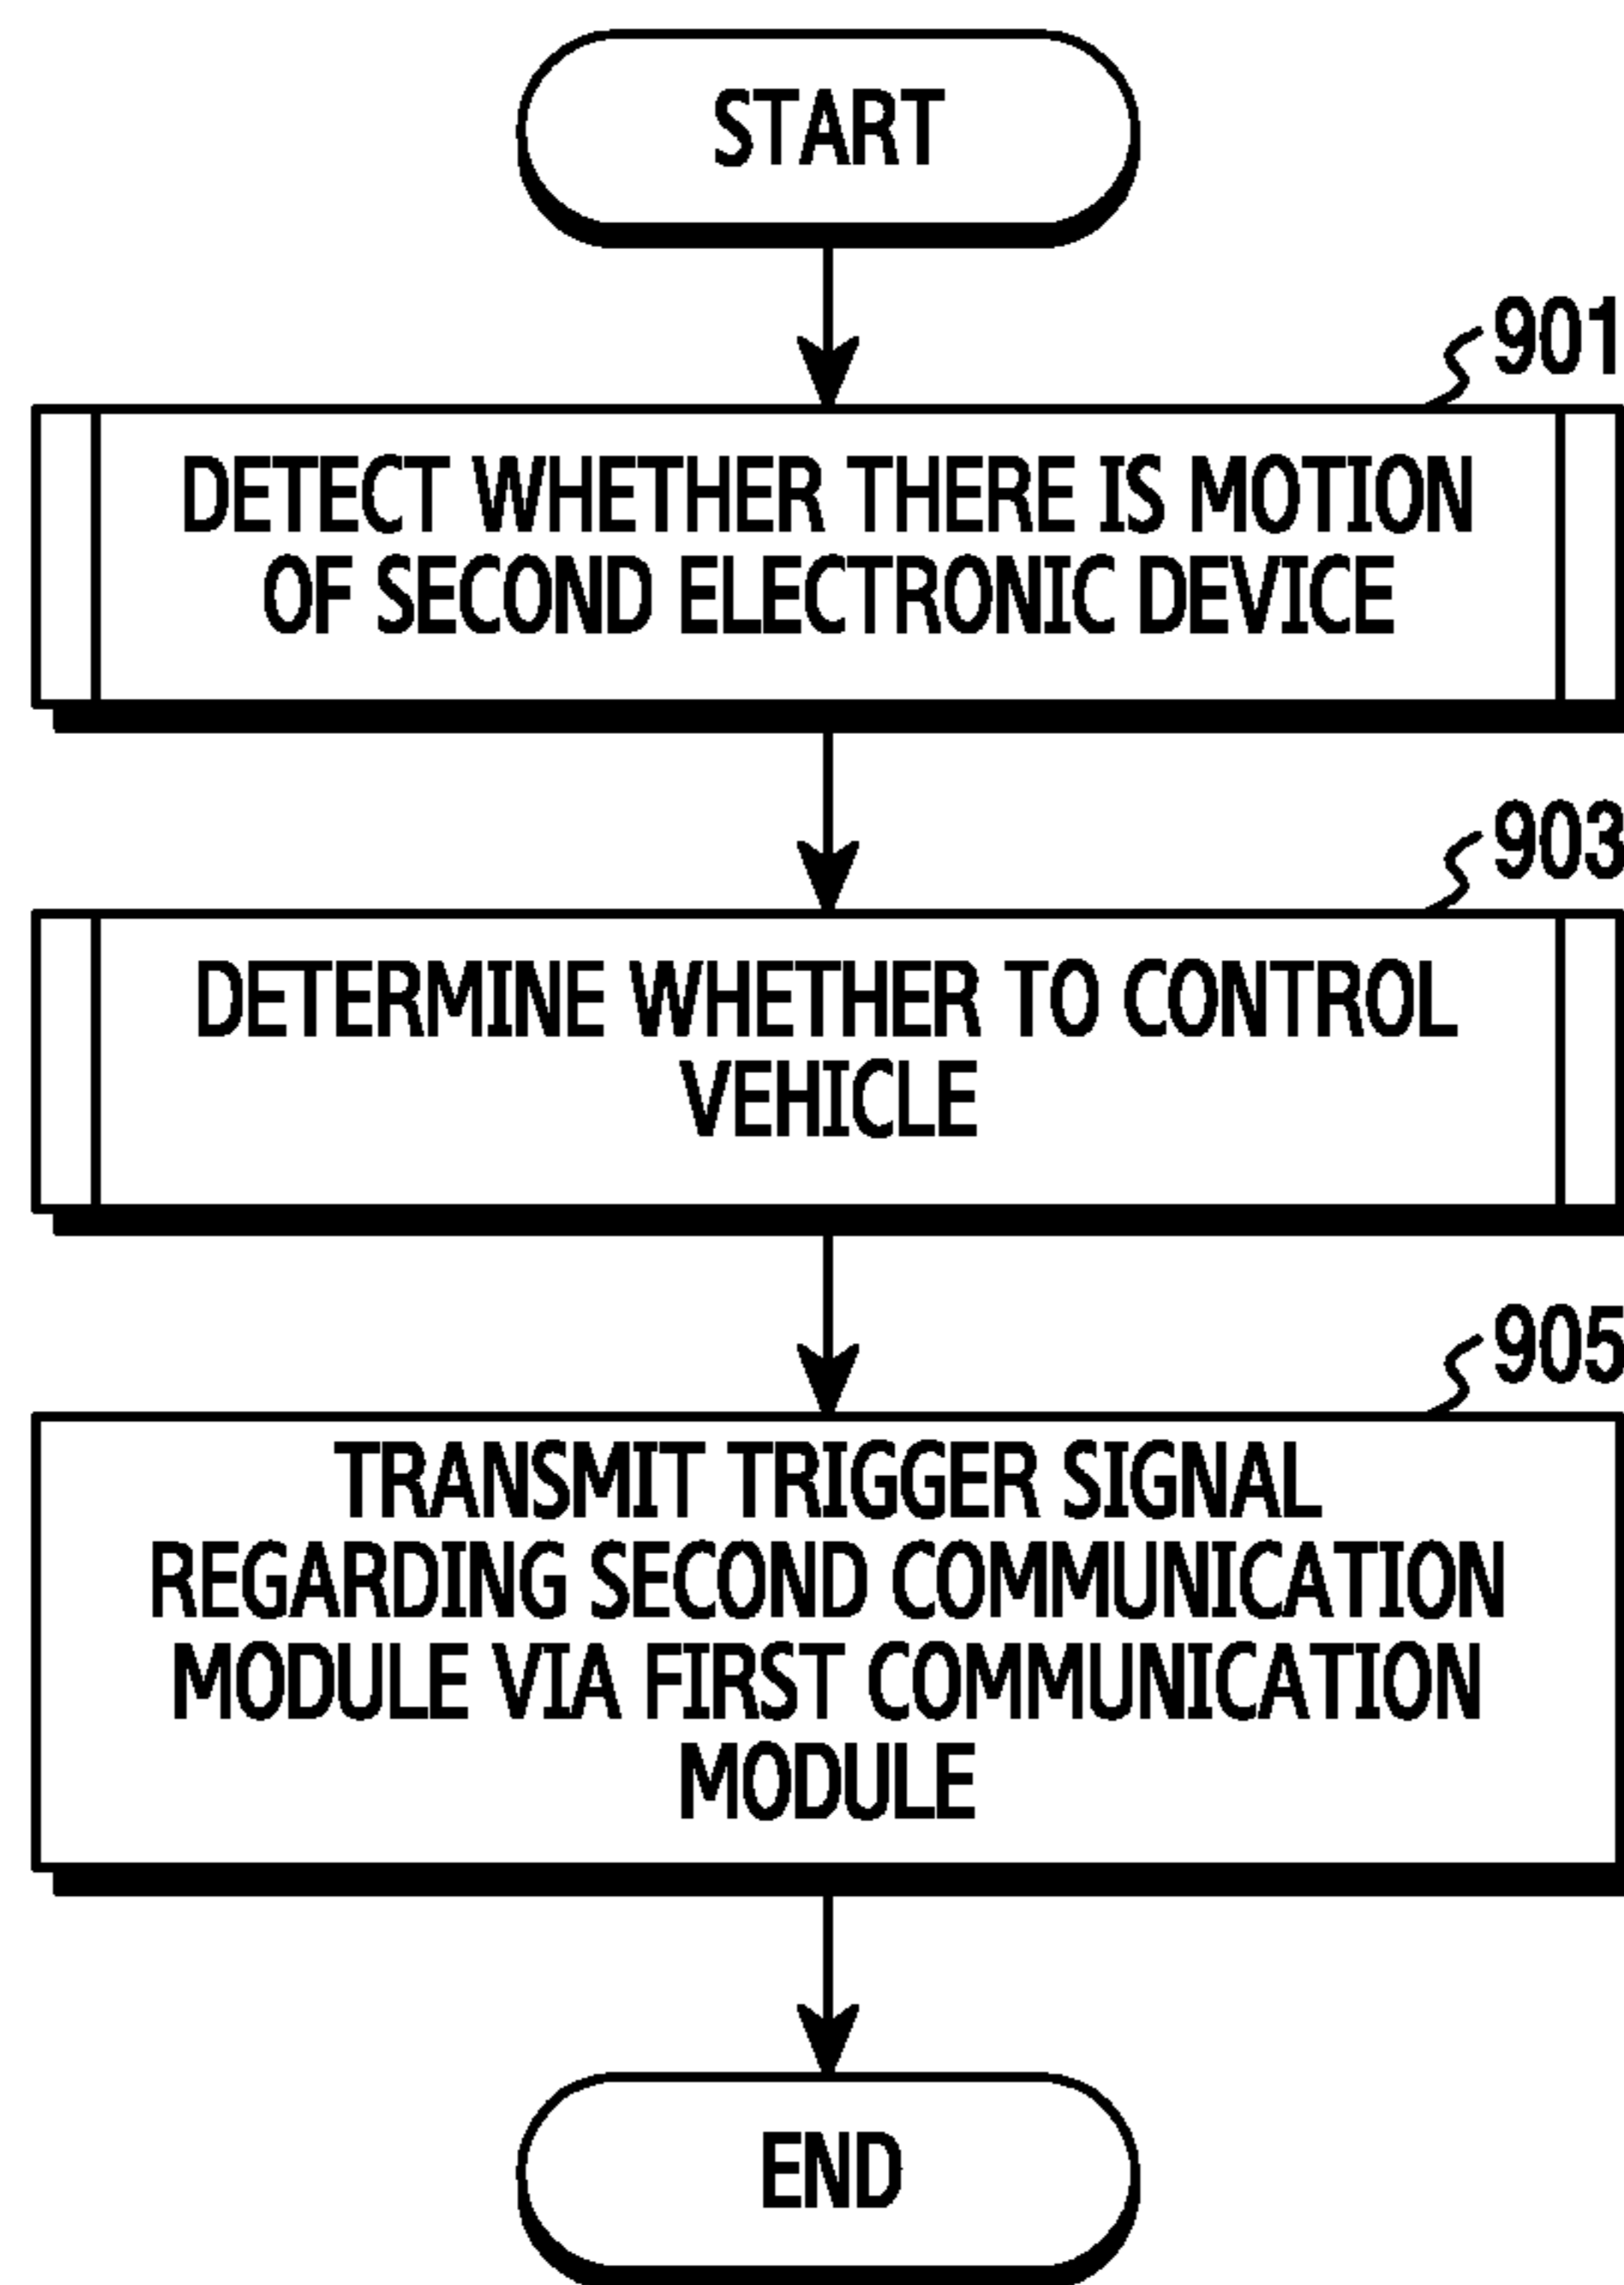 START
901
DETECT WHETHER THERE IS MOTION
OF SECOND ELECTRONIC DEVICE
903
DETERMINE WHETHER TO CONTROL
VEHICLE
905
TRANSMIT TRIGGER SIGNAL
REGARDING SECOND COMMUNICATION
MODULE VIA FIRST COMMUNICATION
MODULE
END